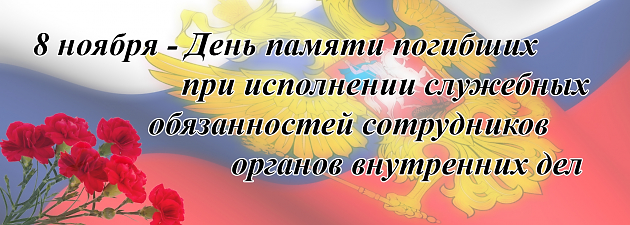 8 ноября - День памяти погибших
при исполнении служебных
обязанностей сотрудников
органов внутренних дел